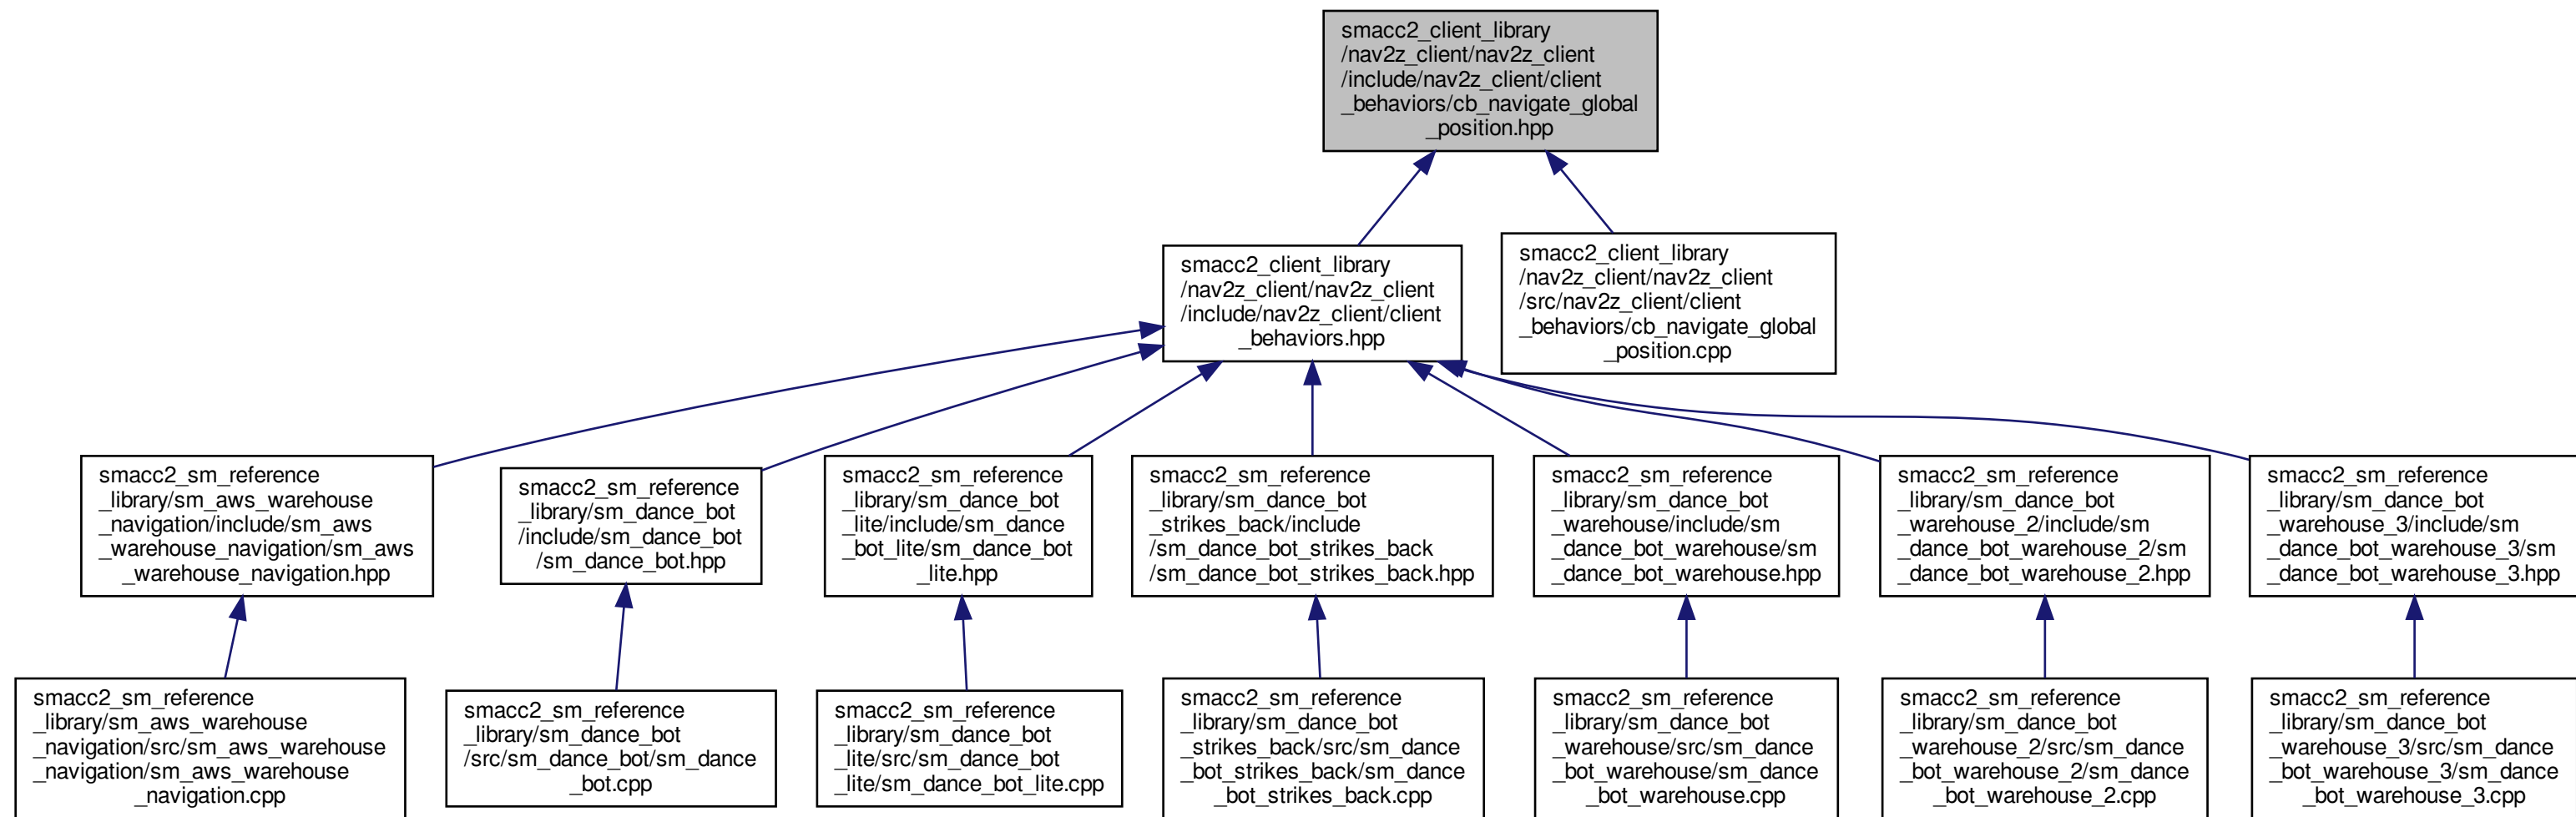 smacc2_client_library
/nav2z_client/nav2z_client
/include/nav2z_client/client
_behaviors/cb_navigate_global
_position.hpp
smacc2_client_library
/nav2z_client/nav2z_client
/include/nav2z_client/client
_behaviors.hpp
smacc2_client_library
/nav2z_client/nav2z_client
/src/nav2z_client/client
_behaviors/cb_navigate_global
_position.cpp
smacc2_sm_reference
_library/sm_aws_warehouse
_navigation/include/sm_aws
_warehouse_navigation/sm_aws
_warehouse_navigation.hpp
smacc2_sm_reference
_library/sm_dance_bot
/include/sm_dance_bot
/sm_dance_bot.hpp
smacc2_sm_reference
_library/sm_dance_bot
_lite/include/sm_dance
_bot_lite/sm_dance_bot
_lite.hpp
smacc2_sm_reference
_library/sm_dance_bot
_strikes_back/include
/sm_dance_bot_strikes_back
/sm_dance_bot_strikes_back.hpp
smacc2_sm_reference
_library/sm_dance_bot
_warehouse/include/sm
_dance_bot_warehouse/sm
_dance_bot_warehouse.hpp
smacc2_sm_reference
_library/sm_dance_bot
_warehouse_2/include/sm
_dance_bot_warehouse_2/sm
_dance_bot_warehouse_2.hpp
smacc2_sm_reference
_library/sm_dance_bot
_warehouse_3/include/sm
_dance_bot_warehouse_3/sm
_dance_bot_warehouse_3.hpp
smacc2_sm_reference
_library/sm_aws_warehouse
_navigation/src/sm_aws_warehouse
_navigation/sm_aws_warehouse
_navigation.cpp
smacc2_sm_reference
_library/sm_dance_bot
/src/sm_dance_bot/sm_dance
_bot.cpp
smacc2_sm_reference
_library/sm_dance_bot
_lite/src/sm_dance_bot
_lite/sm_dance_bot_lite.cpp
smacc2_sm_reference
_library/sm_dance_bot
_strikes_back/src/sm_dance
_bot_strikes_back/sm_dance
_bot_strikes_back.cpp
smacc2_sm_reference
_library/sm_dance_bot
_warehouse/src/sm_dance
_bot_warehouse/sm_dance
_bot_warehouse.cpp
smacc2_sm_reference
_library/sm_dance_bot
_warehouse_2/src/sm_dance
_bot_warehouse_2/sm_dance
_bot_warehouse_2.cpp
smacc2_sm_reference
_library/sm_dance_bot
_warehouse_3/src/sm_dance
_bot_warehouse_3/sm_dance
_bot_warehouse_3.cpp